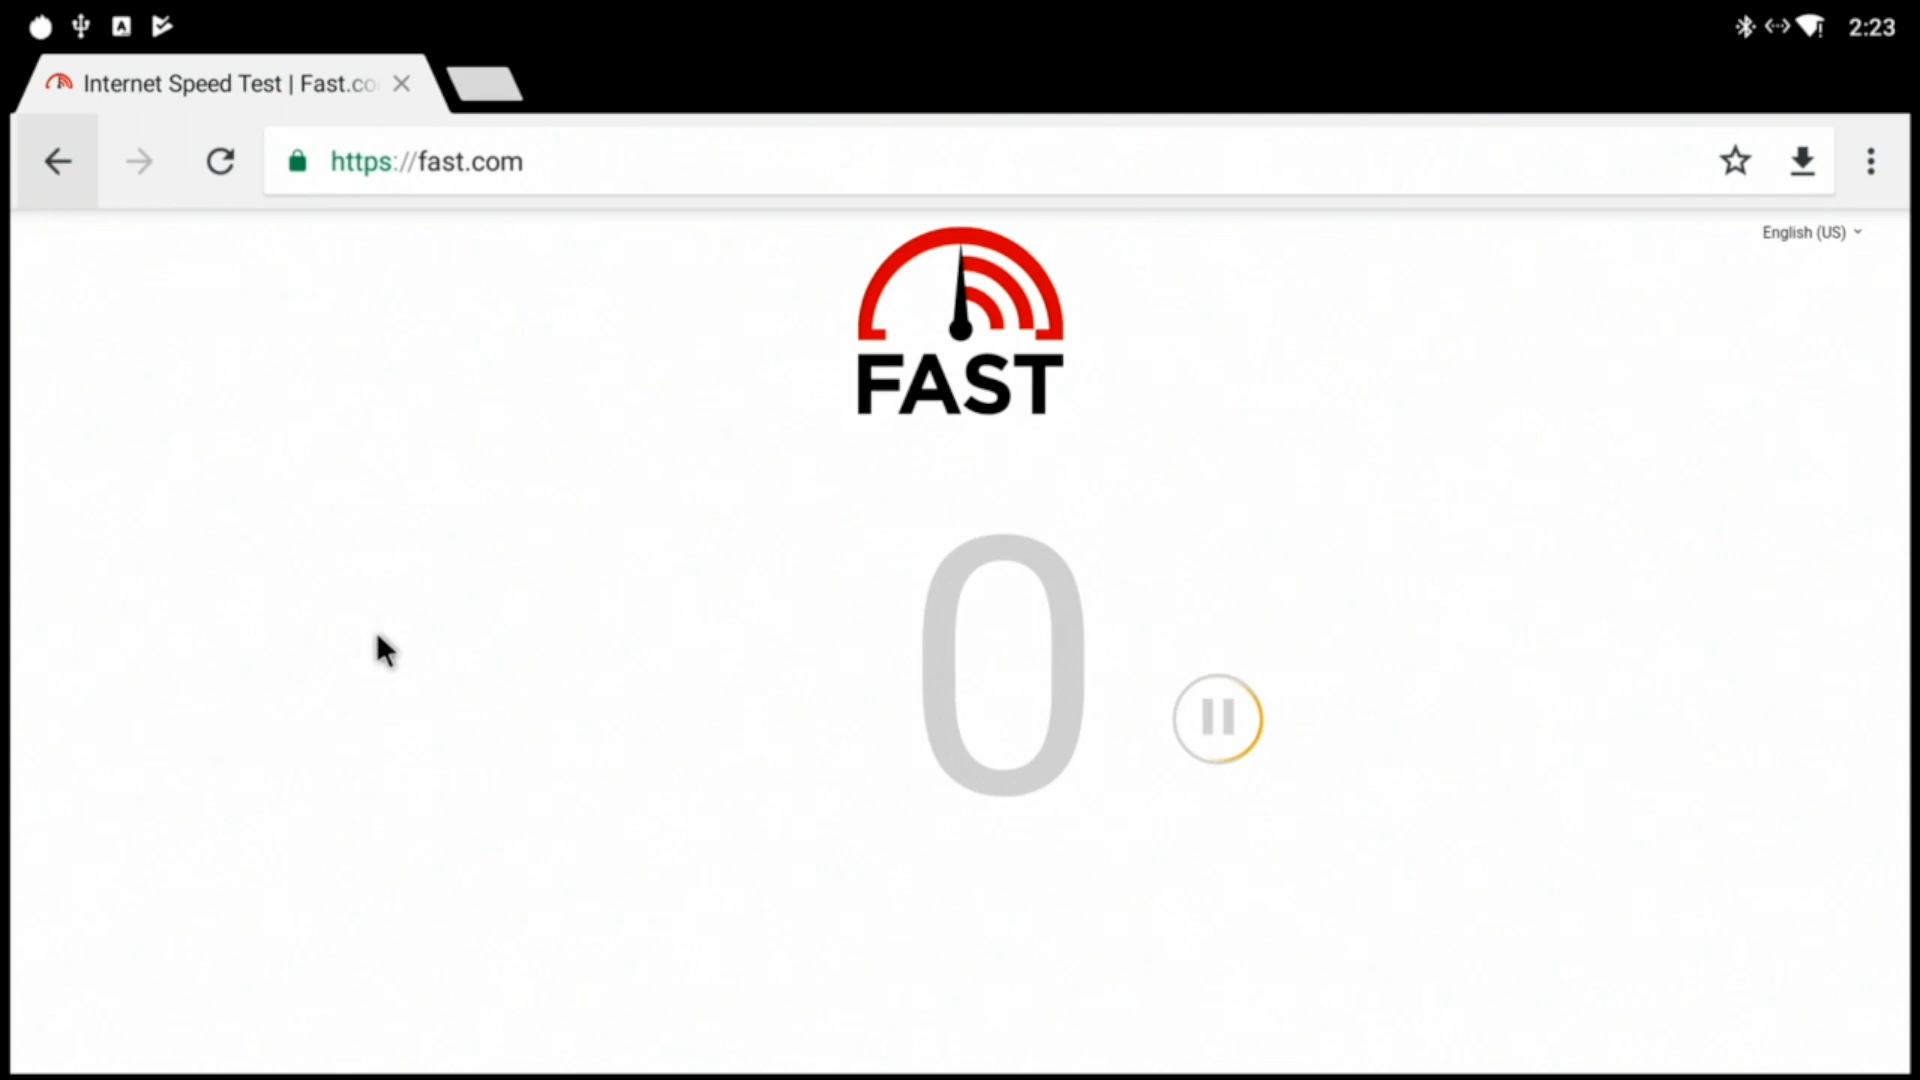 2:23
Internet Speed Test | Fast.co
https://fast.com
English (US)
FAST
0